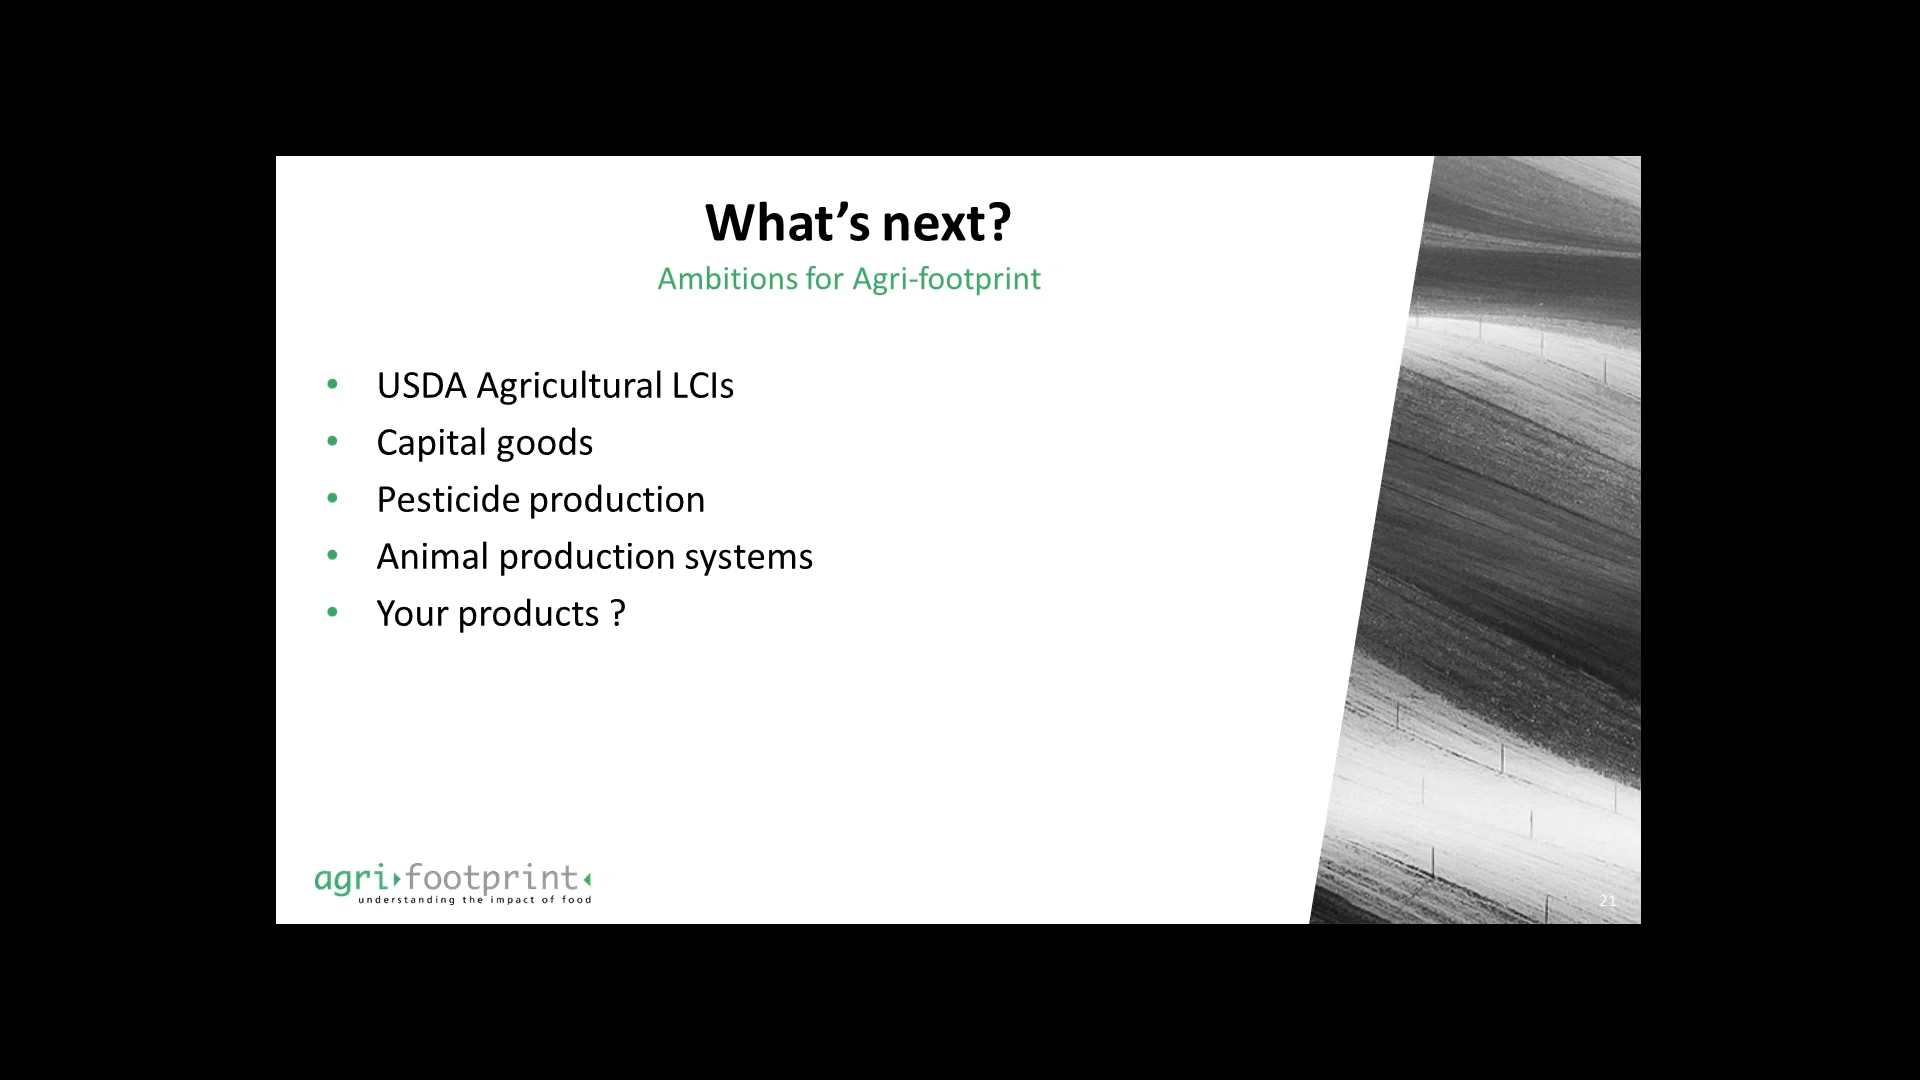 What’s next?
Ambitions for Agri-footprint
• USDA Agricultural LCIs
• Capital goods
• Pesticide production
• Animal production systems
• Your products ?
agri footprint
understanding the impact of food
21